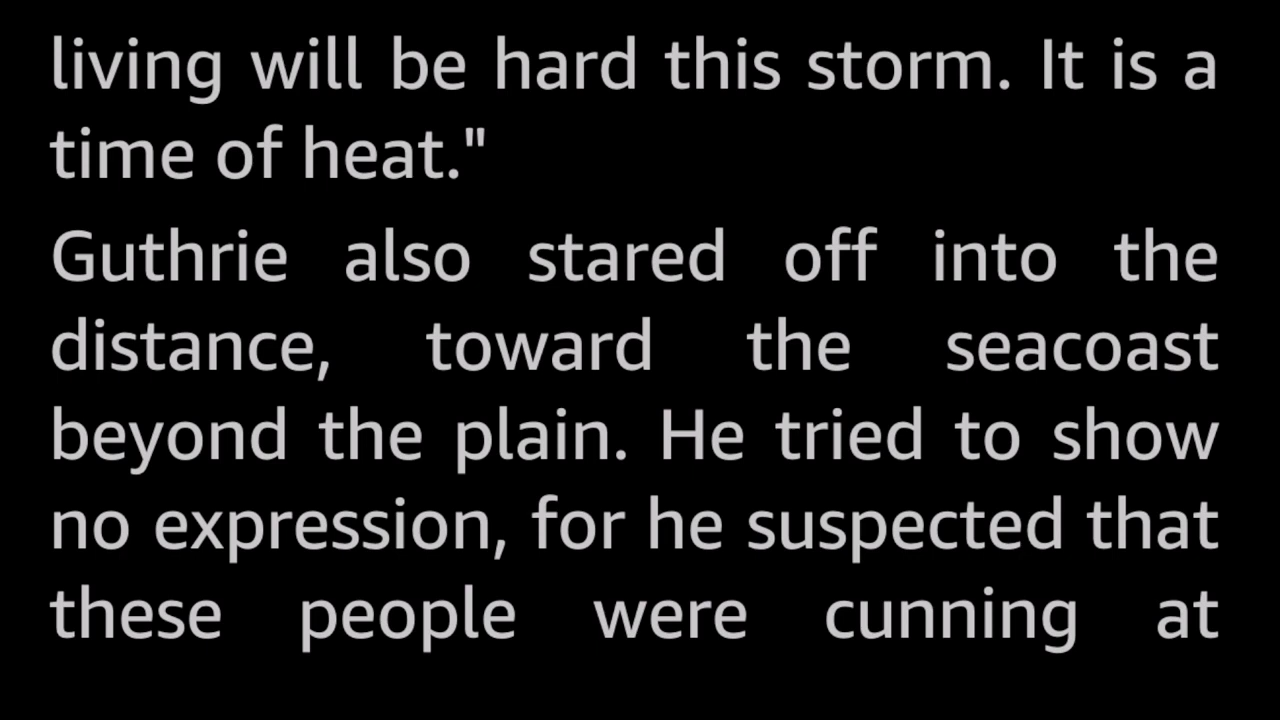 living will be hard this storm. It is a
time of heat."
Guthrie also stared off into the
distance, toward the seacoast
beyond the plain. He tried to show
no expression, for he suspected that
these people were cunning at